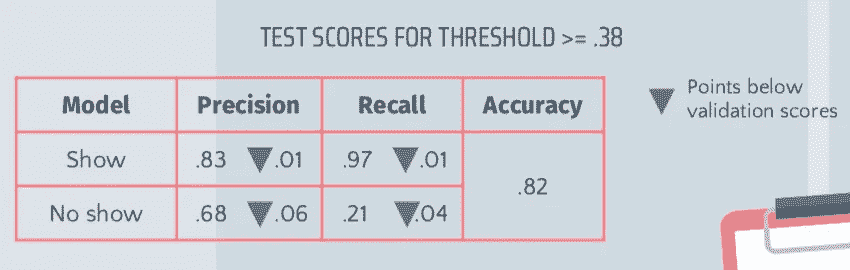 TEST SCORES FOR THRESHOLD >= .38
Model Precision Recall Accuracy
Show .83 ▼.01 .97 ▼.01
.82
No show .68 ▼.06 .21 ▼.04
▼ Points below
validation scores